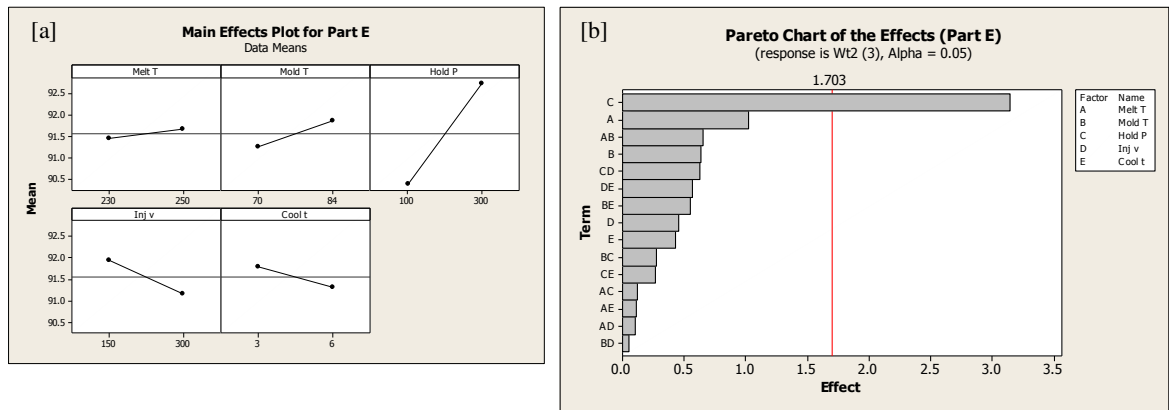 [a]
Main Effects Plot for Part E
Data Means
Melt T Mold T Hold P
92.5
92.0
91.5
91.0
90.5
230 250 70 84 100 300
Inj v Cool t
92.5
92.0
91.5
91.0
90.5
150 300 3 6
Mean
[b]
Pareto Chart of the Effects (Part E)
(response is Wt2 (3), Alpha = 0.05)
1.703
C
A
AB
B
CD
DE
BE
D
E
BC
CE
AC
AE
AD
BD
Term
0.0 0.5 1.0 1.5 2.0 2.5 3.0 3.5
Effect
Factor Name
A Melt T
B Mold T
C Hold P
D Inj v
E Cool t